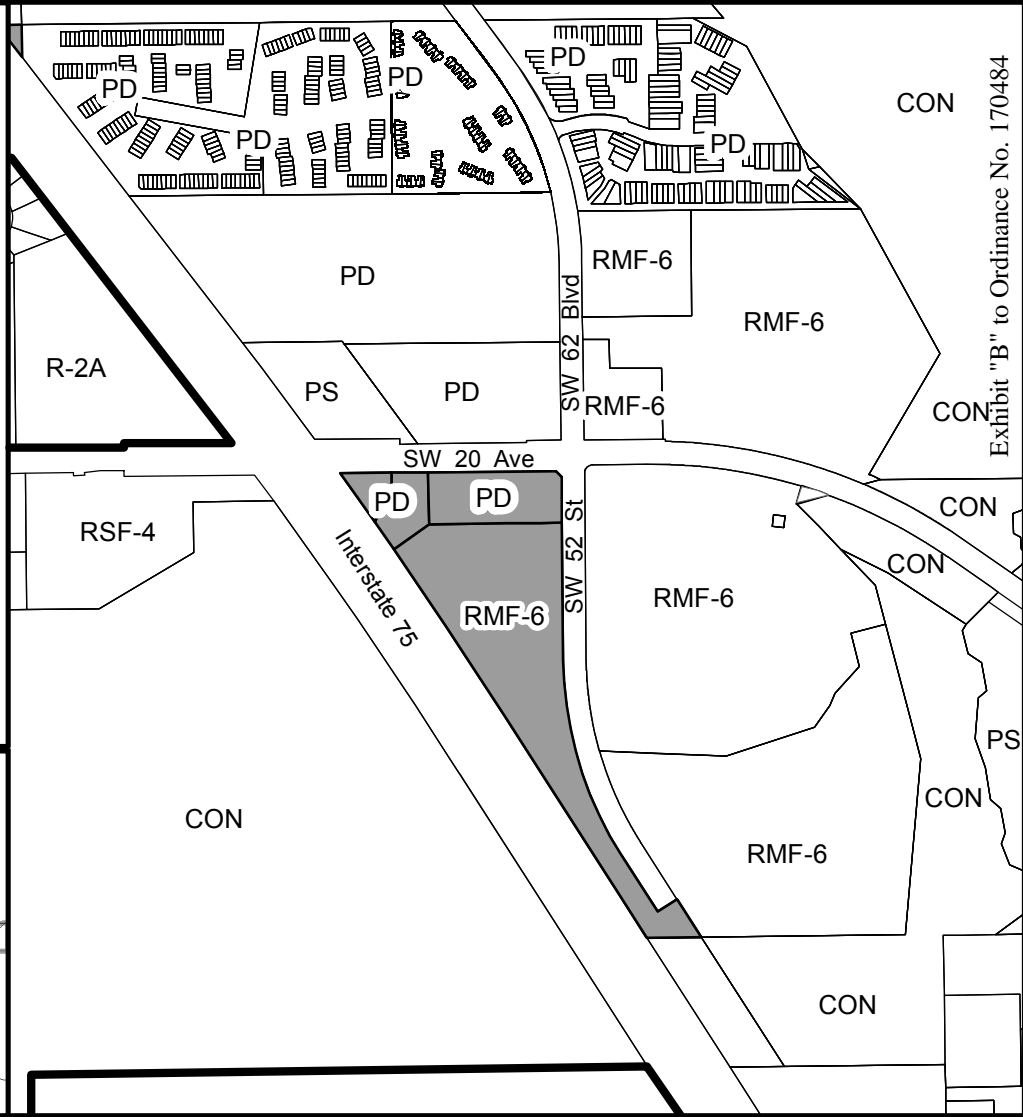 PD
PD
CON
PD
PD
PD
Exhibit "B" to Ordinance No. 170484
RMF-6
PD
SW 62 Blvd
RMF-6
R-2A
PS
PD
RMF-6
CON
SW 20 Ave
PD
PD
CON
RSF-4
SW 52 St
Interstate 75
CON
RMF-6
RMF-6
PS
CON
CON
RMF-6
CON